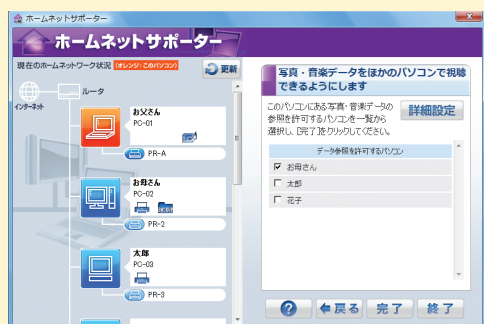 ホームネットサポーター
ホームネットサポーター
現在のホームネットワーク状況 (オレンジ：このパソコン)
更新
インターネット
ルータ
お父さん
PC-01
PR-A
お母さん
PC-02
PR-2
太郎
PC-03
PR-3
写真・音楽データをほかのパソコンで視聴
できるようにします
このパソコンにある写真・音楽データの
参照を許可するパソコンを一覧から
選択し、[完了]をクリックしてください。
詳細設定
データ参照を許可するパソコン
お母さん
太郎
花子
?
戻る
完了
終了